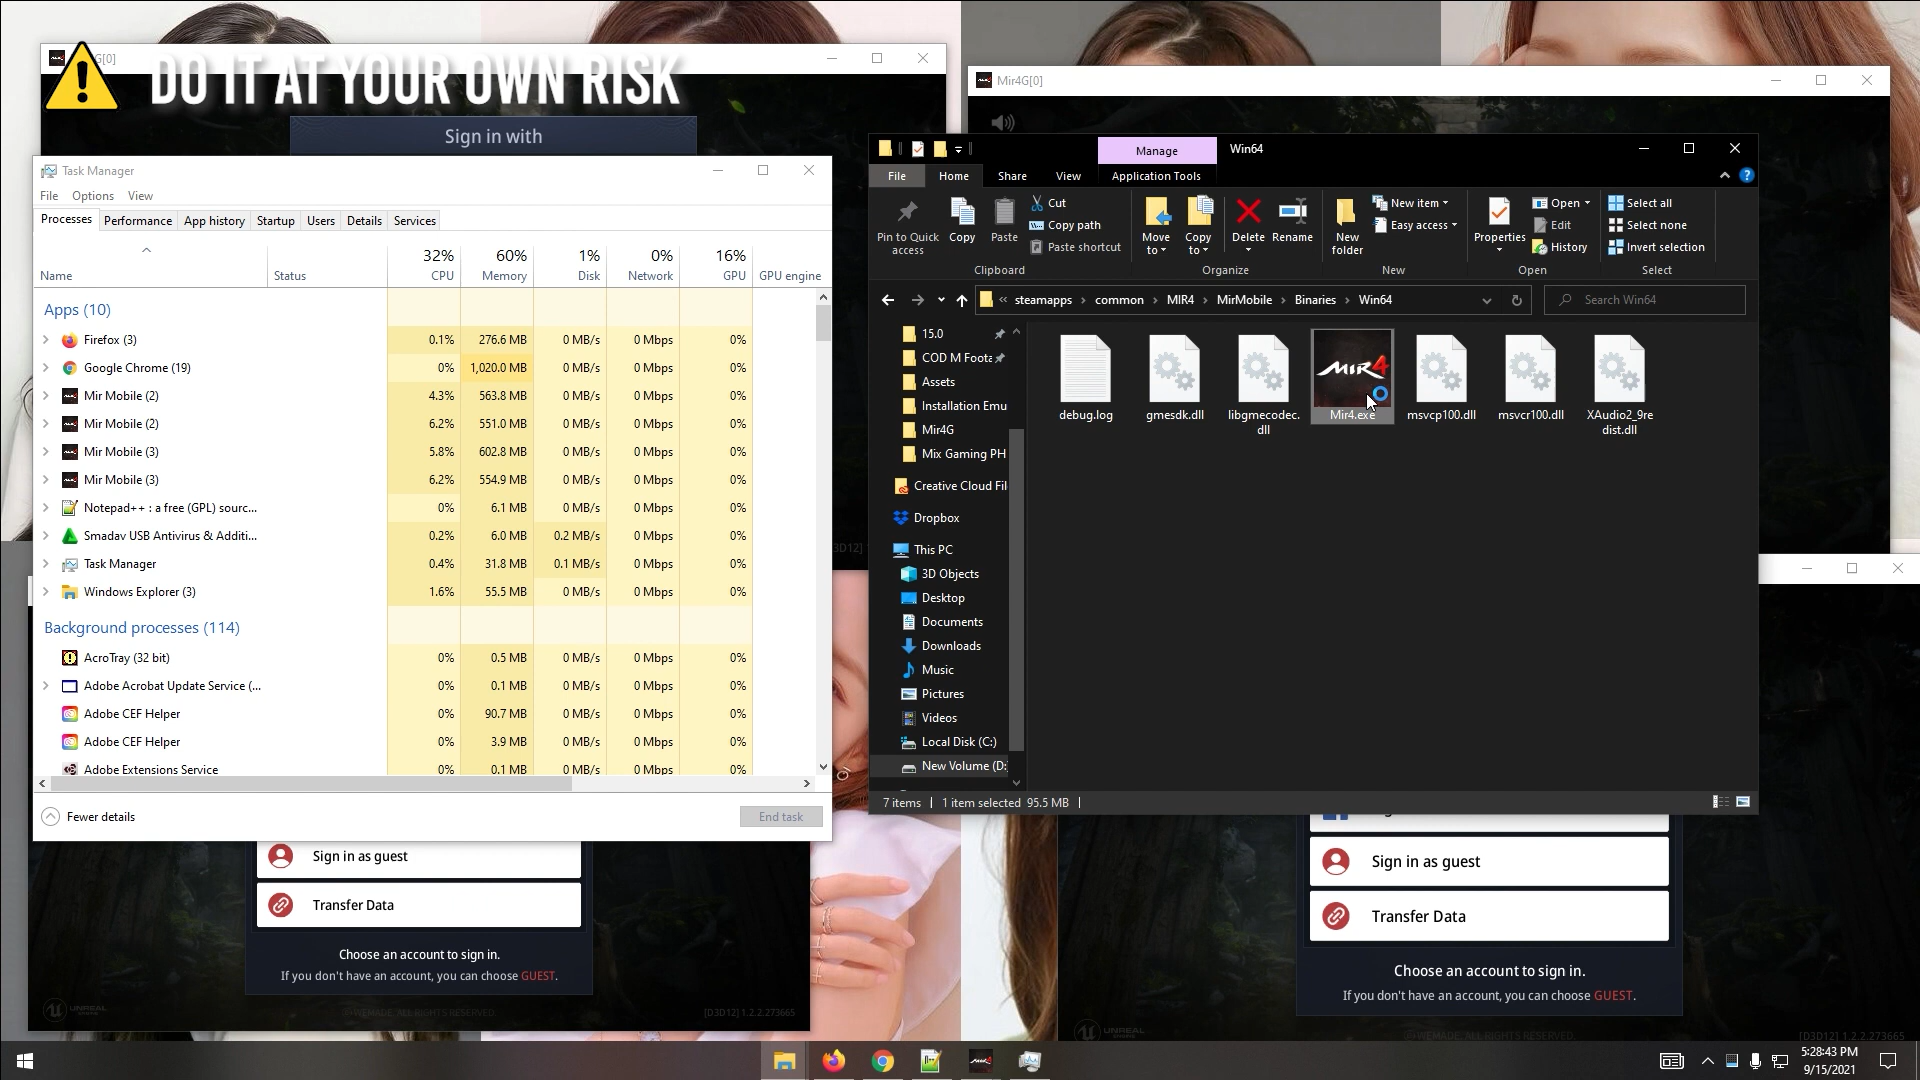 G[0]
DO IT AT YOUR OWN RISK
Sign in with
Mir4G[0]
Task Manager
File Options View
Processes Performance App history Startup Users Details Services
32% 60% 1% 0% 16%
Name Status CPU Memory Disk Network GPU GPU engine
Apps (10)
Firefox (3) 0.1% 276.6 MB 0 MB/s 0 Mbps 0%
Google Chrome (19) 0% 1,020.0 MB 0 MB/s 0 Mbps 0%
Mir Mobile (2) 4.3% 563.8 MB 0 MB/s 0 Mbps 0%
Mir Mobile (2) 6.2% 551.0 MB 0 MB/s 0 Mbps 0%
Mir Mobile (3) 5.8% 602.8 MB 0 MB/s 0 Mbps 0%
Mir Mobile (3) 6.2% 554.9 MB 0 MB/s 0 Mbps 0%
Notepad++ : a free (GPL) sourc... 0% 6.1 MB 0 MB/s 0 Mbps 0%
Smadav USB Antivirus & Additi... 0.2% 6.0 MB 0.2 MB/s 0 Mbps 0%
Task Manager 0.4% 31.8 MB 0.1 MB/s 0 Mbps 0%
Windows Explorer (3) 1.6% 55.5 MB 0 MB/s 0 Mbps 0%
Background processes (114)
AcroTray (32 bit) 0% 0.5 MB 0 MB/s 0 Mbps 0%
Adobe Acrobat Update Service (... 0% 0.1 MB 0 MB/s 0 Mbps 0%
Adobe CEF Helper 0% 90.7 MB 0 MB/s 0 Mbps 0%
Adobe CEF Helper 0% 3.9 MB 0 MB/s 0 Mbps 0%
Adobe Extensions Service 0% 0.1 MB 0 MB/s 0 Mbps 0%
Fewer details
End task
Manage Win64
File Home Share View Application Tools
Pin to Quick access
Copy
Paste
Cut
Copy path
Paste shortcut
Clipboard
Move to
Copy to
Delete
Rename
Organize
New folder
New item
Easy access
New
Properties
Open
Edit
History
Open
Select all
Select none
Invert selection
Select
« steamapps > common > MIR4 > MirMobile > Binaries > Win64
Search Win64
15.0
COD M Foota
Assets
Installation Emu
Mir4G
Mix Gaming PH
Creative Cloud Fil
Dropbox
This PC
3D Objects
Desktop
Documents
Downloads
Music
Pictures
Videos
Local Disk (C:)
New Volume (D:
MIR4
debug.log
gmesdk.dll
libgmecodec.
dll
Mir4.exe
msvcp100.dll
msvcr100.dll
XAudio2_9re
dist.dll
7 items 1 item selected 95.5 MB
Sign in as guest
Transfer Data
Choose an account to sign in.
If you don't have an account, you can choose GUEST.
UNREAL
WEMADE. ALL RIGHTS RESERVED.
[D3D12] 1.2.2.273665
Sign in as guest
Transfer Data
Choose an account to sign in.
If you don't have an account, you can choose GUEST.
UNREAL
©WEMADE. ALL RIGHTS RESERVED.
[D3D12] 1.2.2.273665
5:28:43 PM
9/15/2021